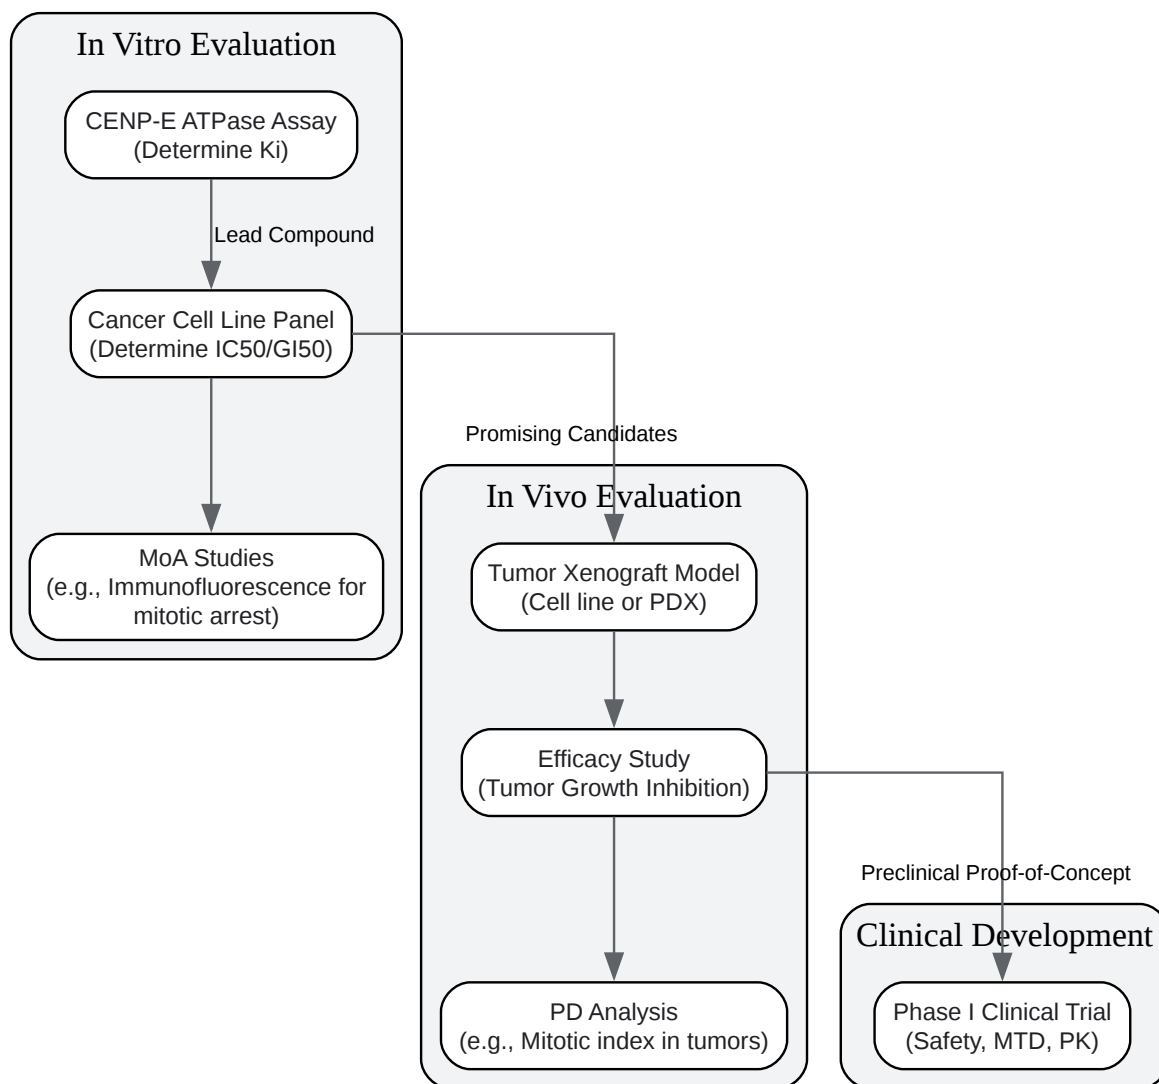 In Vitro Evaluation
CENP-E ATPase Assay
(Determine Ki)
Lead Compound
Cancer Cell Line Panel
(Determine IC50/GI50)
MoA Studies
(e.g., Immunofluorescence for
mitotic arrest)
Promising Candidates
In Vivo Evaluation
Tumor Xenograft Model
(Cell line or PDX)
Efficacy Study
(Tumor Growth Inhibition)
PD Analysis
(e.g., Mitotic index in tumors)
Preclinical Proof-of-Concept
Clinical Development
Phase I Clinical Trial
(Safety, MTD, PK)